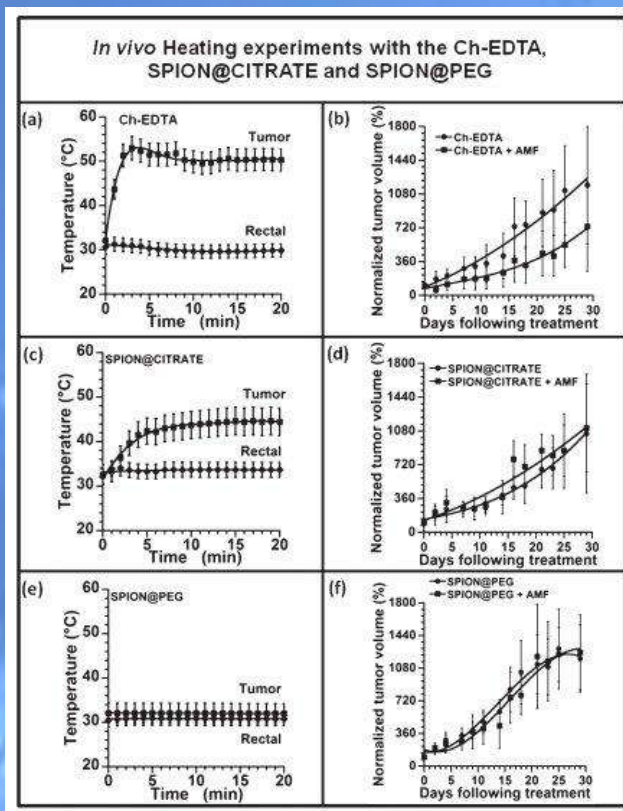 In vivo Heating experiments with the Ch-EDTA,
SPION@CITRATE and SPION@PEG
(a)
Ch-EDTA
Tumor
Rectal
Temperature (°C)
60
50
40
30
20
0 5 10 15 20
Time (min)
(b)
Ch-EDTA
Ch-EDTA + AMF
Normalized tumor volume (%)
1800
1440
1080
720
360
0
0 5 10 15 20 25 30
Days following treatment
(c)
SPION@CITRATE
Tumor
Rectal
Temperature (°C)
60
50
40
30
20
0 5 10 15 20
Time (min)
(d)
SPION@CITRATE
SPION@CITRATE + AMF
Normalized tumor volume (%)
1800
1440
1080
720
360
0
0 5 10 15 20 25 30
Days following treatment
(e)
SPION@PEG
Tumor
Rectal
Temperature (°C)
60
50
40
30
20
0 5 10 15 20
Time (min)
(f)
SPION@PEG
SPION@PEG + AMF
Normalized tumor volume (%)
1800
1440
1080
720
360
0
0 5 10 15 20 25 30
Days following treatment